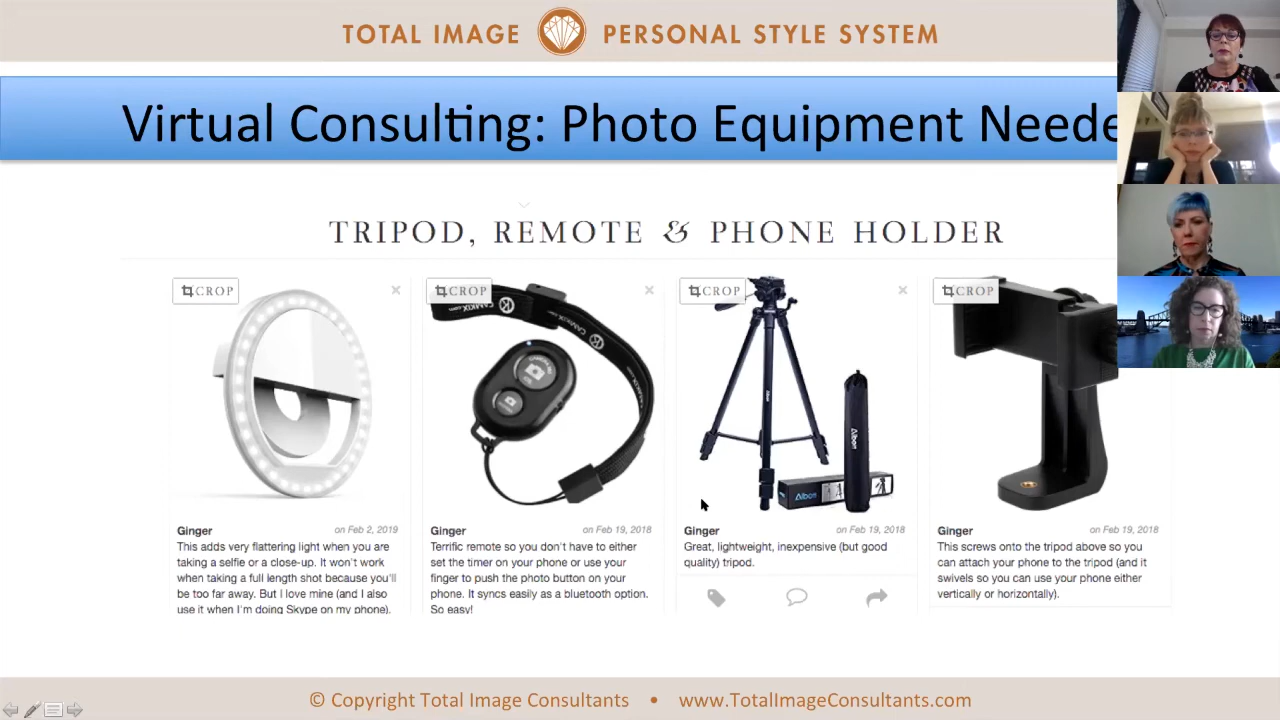 TOTAL IMAGE PERSONAL STYLE SYSTEM
Virtual Consulting: Photo Equipment Neede
TRIPOD, REMOTE & PHONE HOLDER
CROP
CROP
CROP
CROP
Ginger on Feb 2, 2019
This adds very flattering light when you are
taking a selfie or a close-up. It won't work
when taking a full length shot because you'll
be too far away. But I love mine (and I also
use it when I'm doing Skype on my phone).
CAMKIX
Ginger on Feb 19, 2018
Terrific remote so you don't have to either
set the timer on your phone or use your
finger to push the photo button on your
phone. It syncs easily as a bluetooth option.
So easy!
Aibon
Aibon
Ginger on Feb 19, 2018
Great, lightweight, inexpensive (but good
quality) tripod.
Ginger on Feb 19, 2018
This screws onto the tripod above so you
can attach your phone to the tripod (and it
swivels so you can use your phone either
vertically or horizontally).
© Copyright Total Image Consultants • www.TotalImageConsultants.com